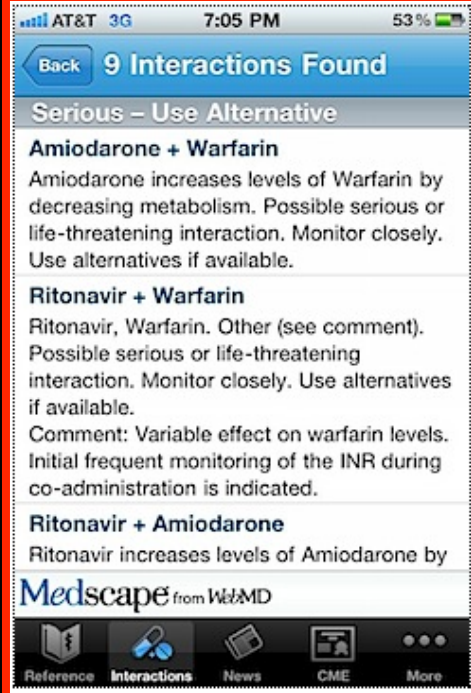 AT&T 3G 7:05 PM 53%
Back 9 Interactions Found
Serious – Use Alternative
Amiodarone + Warfarin
Amiodarone increases levels of Warfarin by
decreasing metabolism. Possible serious or
life-threatening interaction. Monitor closely.
Use alternatives if available.
Ritonavir + Warfarin
Ritonavir, Warfarin. Other (see comment).
Possible serious or life-threatening
interaction. Monitor closely. Use alternatives
if available.
Comment: Variable effect on warfarin levels.
Initial frequent monitoring of the INR during
co-administration is indicated.
Ritonavir + Amiodarone
Ritonavir increases levels of Amiodarone by
Medscape from WebMD
Reference Interactions News CME More